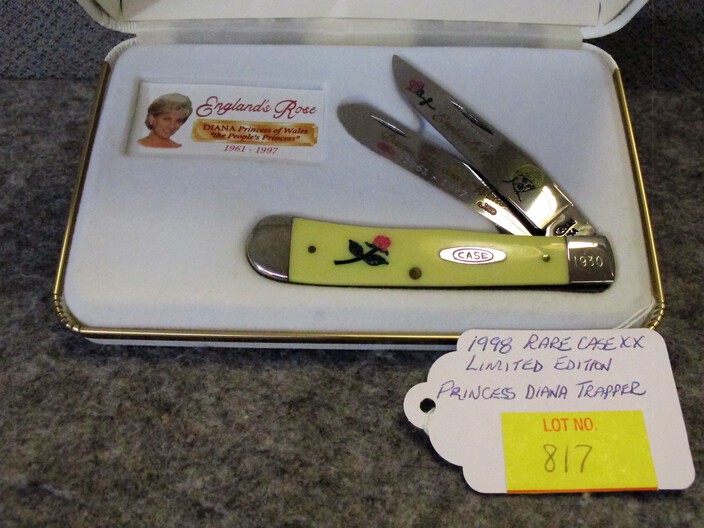 England's Rose
DIANA Princess of Wales
"the People's Princess"
1961 - 1997
CASE
1930
1998 RARE CASE XX
LIMITED EDITION
PRINCESS DIANA TRAPPER
LOT NO.
817